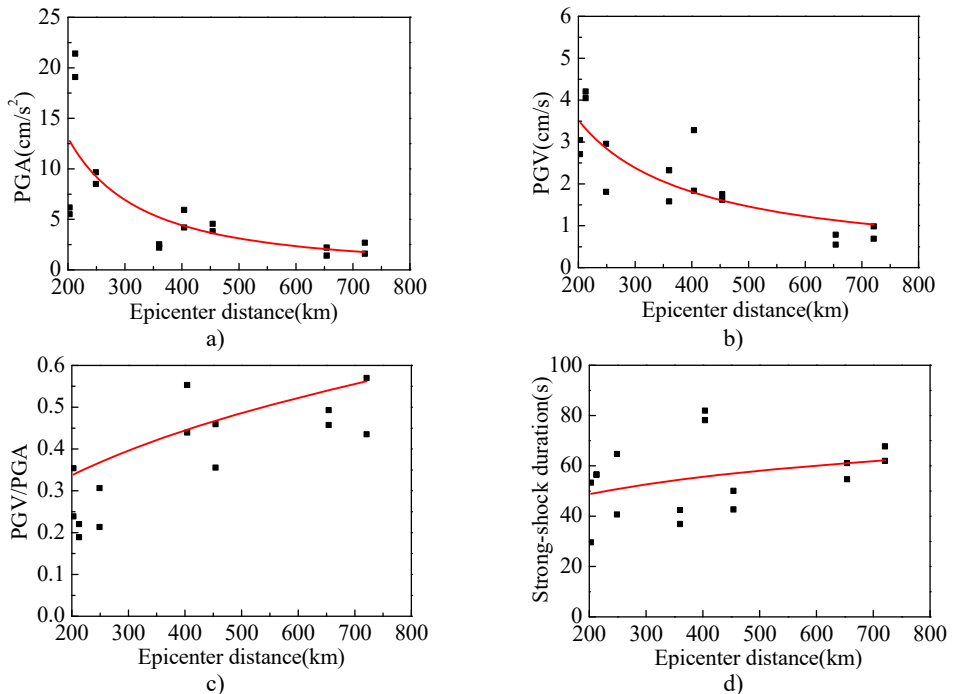 25
20
15
10
5
0
PGA(cm/s²)
200 300 400 500 600 700 800
Epicenter distance(km)
a)
6
5
4
3
2
1
0
PGV(cm/s)
200 300 400 500 600 700 800
Epicenter distance(km)
b)
0.6
0.5
0.4
0.3
0.2
0.1
0.0
PGV/PGA
200 300 400 500 600 700 800
Epicenter distance(km)
c)
100
80
60
40
20
0
Strong-shock duration(s)
200 300 400 500 600 700 800
Epicenter distance(km)
d)